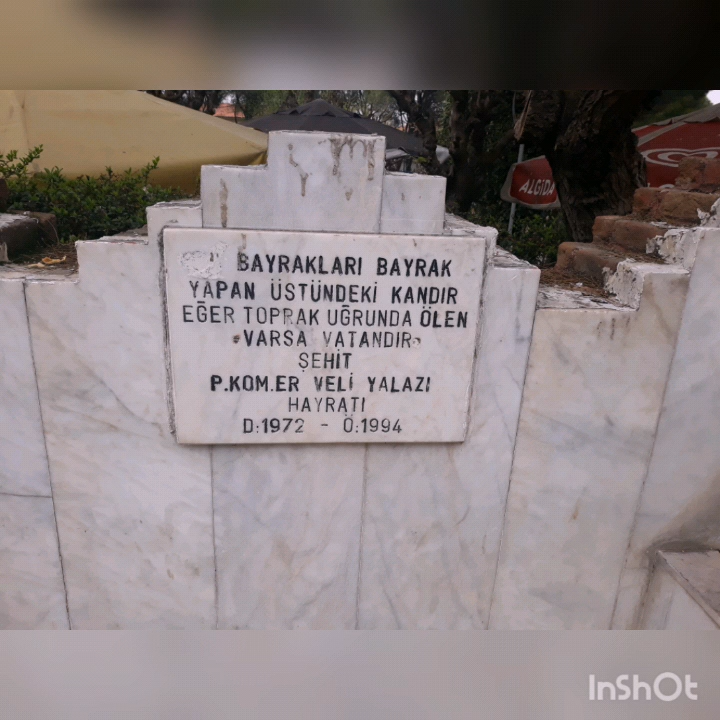 BAYRAKLARI BAYRAK
YAPAN ÜSTÜNDEKİ KANDIR
EĞER TOPRAK UĞRUNDA ÖLEN
VARSA VATANDIR
ŞEHİT
P.KOM.ER VELİ YALAZI
HAYRATI
D:1972 - Ö:1994
ALGIDA
InShOt